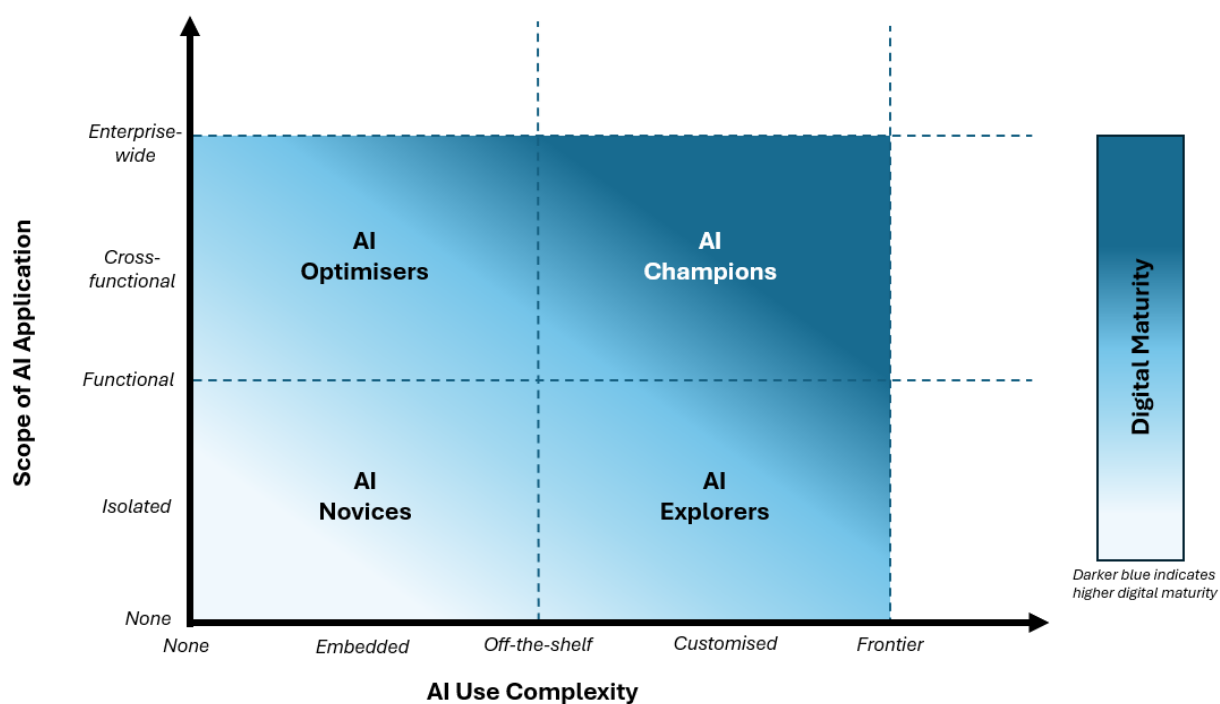 Enterprise-
wide
Cross-
functional
Functional
Isolated
None
Scope of AI Application
AI
Optimisers
AI
Champions
AI
Novices
AI
Explorers
None
Embedded
Off-the-shelf
Customised
Frontier
AI Use Complexity
Digital Maturity
Darker blue indicates
higher digital maturity